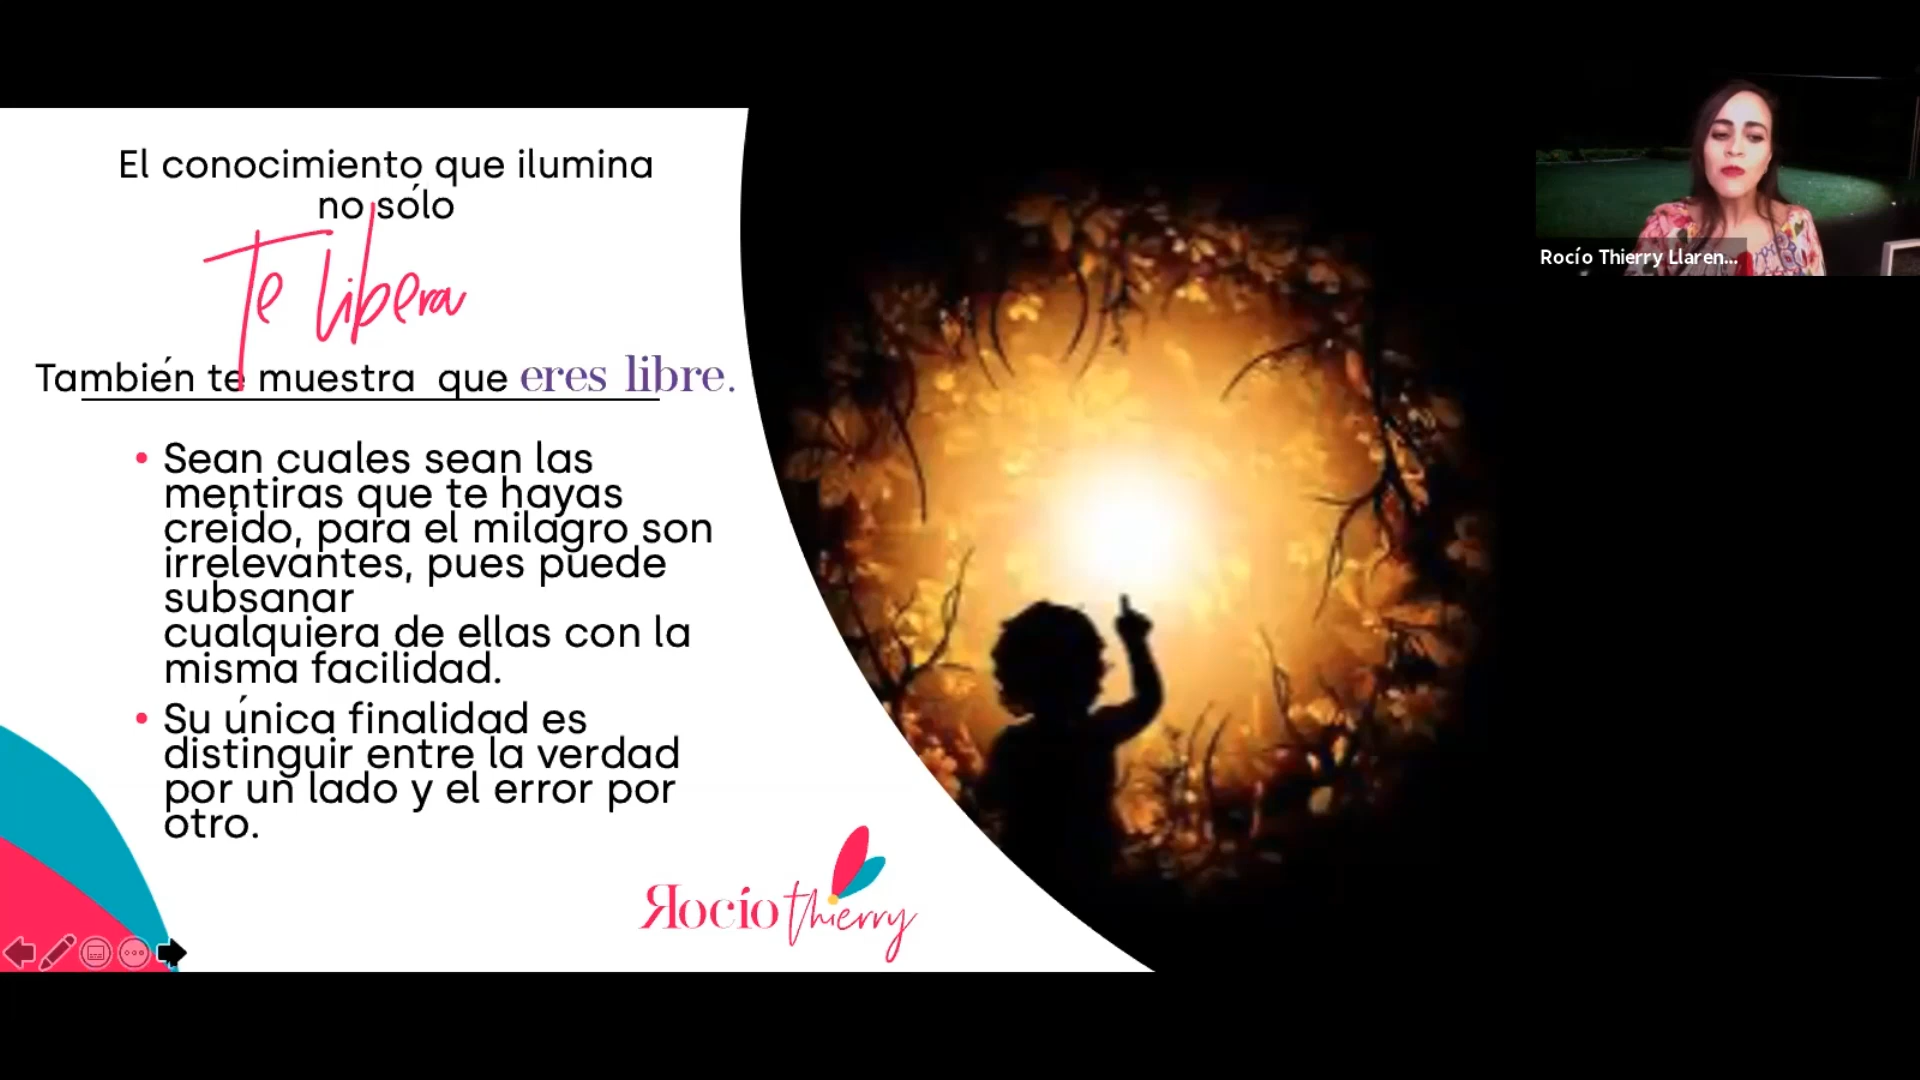 El conocimiento que ilumina
no sólo
Te libera
También te muestra que eres libre.
• Sean cuales sean las
mentiras que te hayas
creído, para el milagro son
irrelevantes, pues puede
subsanar
cualquiera de ellas con la
misma facilidad.
• Su única finalidad es
distinguir entre la verdad
por un lado y el error por
otro.
Rocío Thierry
Rocío Thierry Llaren...